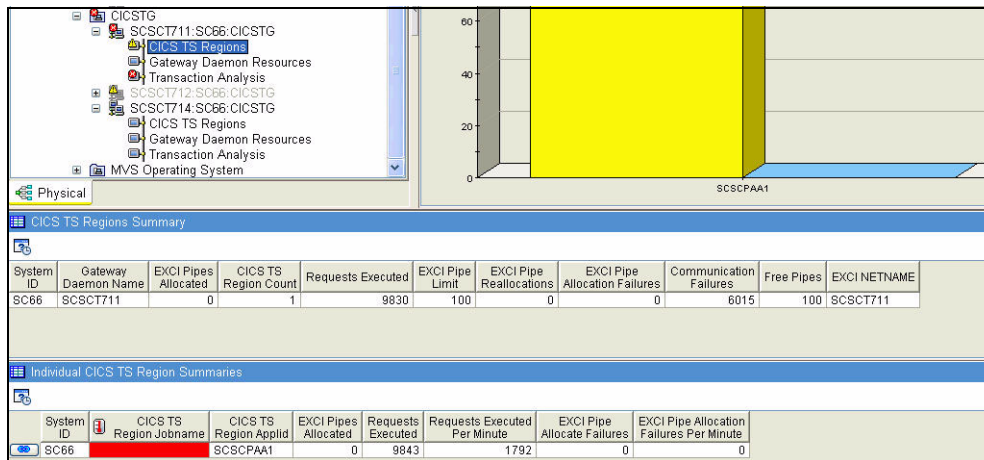 CICSTG
SCSCT711:SC66:CICSTG
CICS TS Regions
Gateway Daemon Resources
Transaction Analysis
SCSCT712:SC66:CICSTG
SCSCT714:SC66:CICSTG
CICS TS Regions
Gateway Daemon Resources
Transaction Analysis
MVS Operating System
Physical
60
40
20
0
SCSCPAA1
CICS TS Regions Summary
System ID Gateway Daemon Name EXCI Pipes Allocated CICS TS Region Count Requests Executed EXCI Pipe Limit EXCI Pipe Reallocations EXCI Pipe Allocation Failures Communication Failures Free Pipes EXCI NETNAME
SC66 SCSCT711 0 1 9830 100 0 0 6015 100 SCSCT711
Individual CICS TS Region Summaries
System ID CICS TS Region Jobname CICS TS Region Applid EXCI Pipes Allocated Requests Executed Requests Executed Per Minute EXCI Pipe Allocate Failures EXCI Pipe Allocation Failures Per Minute
SC66 SCSCPAA1 0 9843 1792 0 0